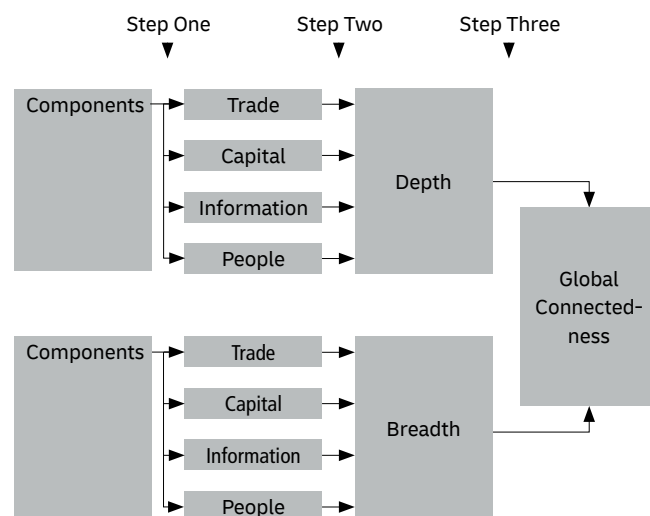 Step One
Step Two
Step Three
Components
Trade
Capital
Information
People
Depth
Global
Connected-
ness
Components
Trade
Capital
Information
People
Breadth